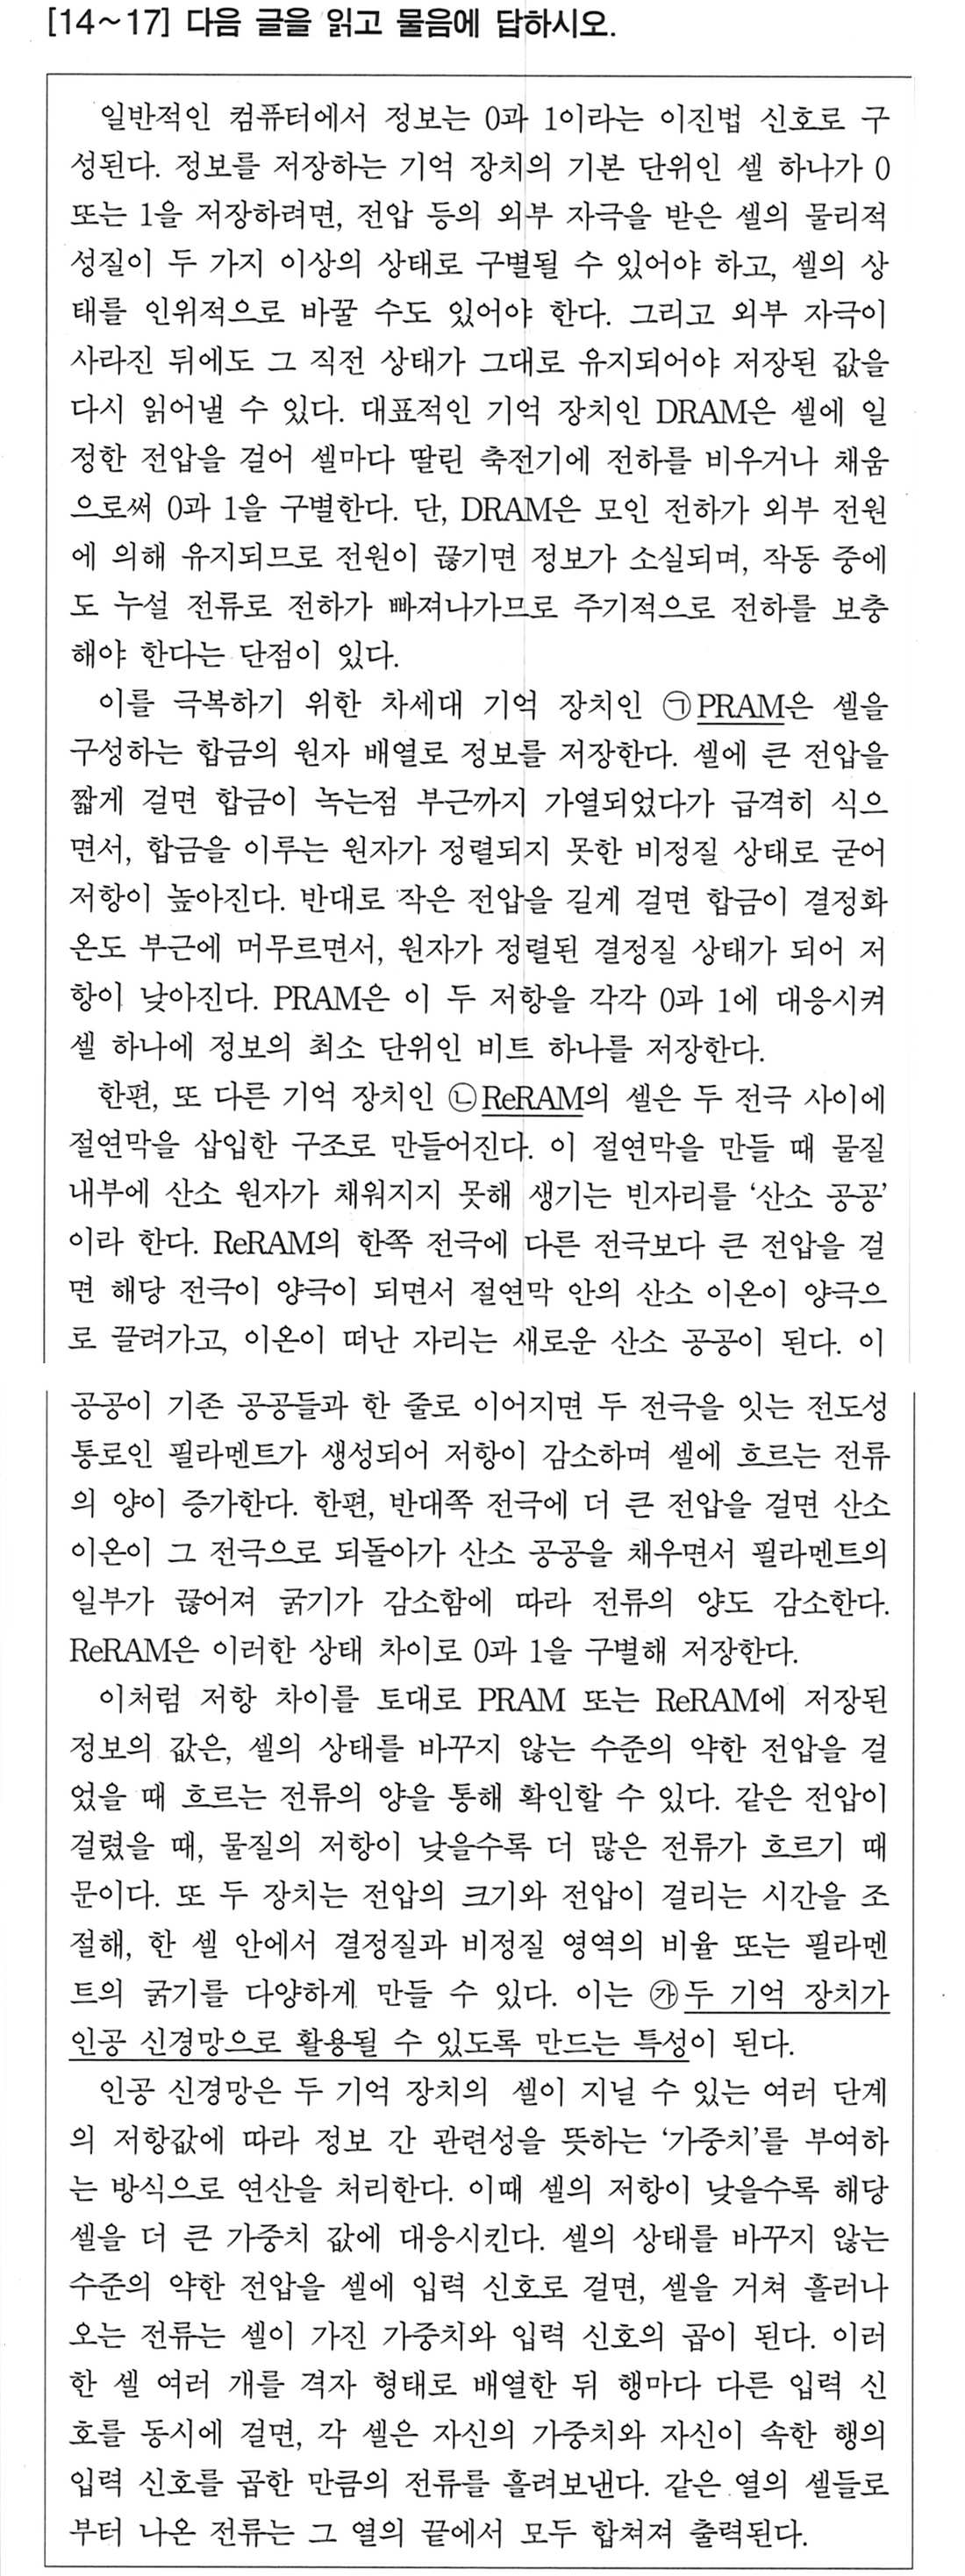 [14~17] 다음 글을 읽고 물음에 답하시오.
일반적인 컴퓨터에서 정보는 0과 1이라는 이진법 신호로 구
성된다. 정보를 저장하는 기억 장치의 기본 단위인 셀 하나가 0
또는 1을 저장하려면, 전압 등의 외부 자극을 받은 셀의 물리적
성질이 두 가지 이상의 상태로 구별될 수 있어야 하고, 셀의 상
태를 인위적으로 바꿀 수도 있어야 한다. 그리고 외부 자극이
사라진 뒤에도 그 직전 상태가 그대로 유지되어야 저장된 값을
다시 읽어낼 수 있다. 대표적인 기억 장치인 DRAM은 셀에 일
정한 전압을 걸어 셀마다 딸린 축전기에 전하를 비우거나 채움
으로써 0과 1을 구별한다. 단, DRAM은 모인 전하가 외부 전원
에 의해 유지되므로 전원이 끊기면 정보가 소실되며, 작동 중에
도 누설 전류로 전하가 빠져나가므로 주기적으로 전하를 보충
해야 한다는 단점이 있다.
이를 극복하기 위한 차세대 기억 장치인 ㉠PRAM은 셀을
구성하는 합금의 원자 배열로 정보를 저장한다. 셀에 큰 전압을
짧게 걸면 합금이 녹는점 부근까지 가열되었다가 급격히 식으
면서, 합금을 이루는 원자가 정렬되지 못한 비정질 상태로 굳어
저항이 높아진다. 반대로 작은 전압을 길게 걸면 합금이 결정화
온도 부근에 머무르면서, 원자가 정렬된 결정질 상태가 되어 저
항이 낮아진다. PRAM은 이 두 저항을 각각 0과 1에 대응시켜
셀 하나에 정보의 최소 단위인 비트 하나를 저장한다.
한편, 또 다른 기억 장치인 ㉡ReRAM의 셀은 두 전극 사이에
절연막을 삽입한 구조로 만들어진다. 이 절연막을 만들 때 물질
내부에 산소 원자가 채워지지 못해 생기는 빈자리를 ‘산소 공공’
이라 한다. ReRAM의 한쪽 전극에 다른 전극보다 큰 전압을 걸
면 해당 전극이 양극이 되면서 절연막 안의 산소 이온이 양극으
로 끌려가고, 이온이 떠난 자리는 새로운 산소 공공이 된다. 이
공공이 기존 공공들과 한 줄로 이어지면 두 전극을 잇는 전도성
통로인 필라멘트가 생성되어 저항이 감소하며 셀에 흐르는 전류
의 양이 증가한다. 한편, 반대쪽 전극에 더 큰 전압을 걸면 산소
이온이 그 전극으로 되돌아가 산소 공공을 채우면서 필라멘트의
일부가 끊어져 굵기가 감소함에 따라 전류의 양도 감소한다.
ReRAM은 이러한 상태 차이로 0과 1을 구별해 저장한다.
이처럼 저항 차이를 토대로 PRAM 또는 ReRAM에 저장된
정보의 값은, 셀의 상태를 바꾸지 않는 수준의 약한 전압을 걸
었을 때 흐르는 전류의 양을 통해 확인할 수 있다. 같은 전압이
걸렸을 때, 물질의 저항이 낮을수록 더 많은 전류가 흐르기 때
문이다. 또 두 장치는 전압의 크기와 전압이 걸리는 시간을 조
절해, 한 셀 안에서 결정질과 비정질 영역의 비율 또는 필라멘
트의 굵기를 다양하게 만들 수 있다. 이는 ㉮두 기억 장치가
인공 신경망으로 활용될 수 있도록 만드는 특성이 된다.
인공 신경망은 두 기억 장치의 셀이 지닐 수 있는 여러 단계
의 저항값에 따라 정보 간 관련성을 뜻하는 ‘가중치’를 부여하
는 방식으로 연산을 처리한다. 이때 셀의 저항이 낮을수록 해당
셀을 더 큰 가중치 값에 대응시킨다. 셀의 상태를 바꾸지 않는
수준의 약한 전압을 셀에 입력 신호로 걸면, 셀을 거쳐 흘러나
오는 전류는 셀이 가진 가중치와 입력 신호의 곱이 된다. 이러
한 셀 여러 개를 격자 형태로 배열한 뒤 행마다 다른 입력 신
호를 동시에 걸면, 각 셀은 자신의 가중치와 자신이 속한 행의
입력 신호를 곱한 만큼의 전류를 흘려보낸다. 같은 열의 셀들로
부터 나온 전류는 그 열의 끝에서 모두 합쳐져 출력된다.